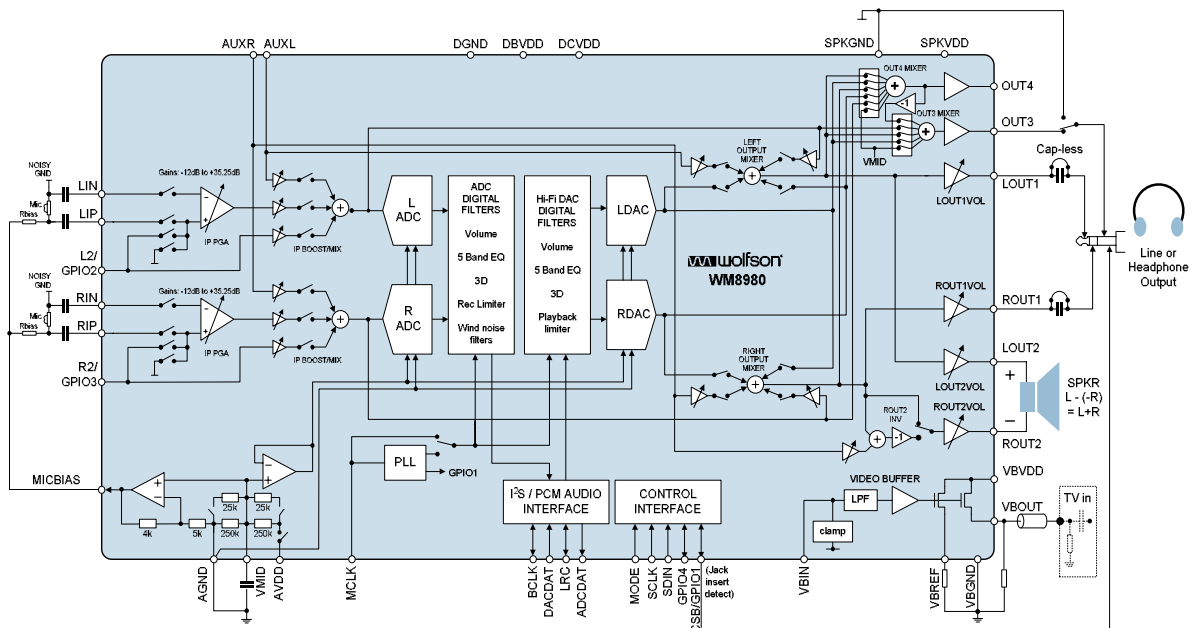 AUXR AUXL DGND DBVDD DCVDD SPKGND SPKVDD
OUT4 MIXER
OUT4
-1
OUT3 MIXER
OUT3
VMID
LEFT
OUTPUT
MIXER
Cap-less
NOISY
GND
Mic
Rbias
LIN
LIP
L2/
GPIO2
Gains: -12dB to +35.25dB
-
+
IP PGA
+
IP BOOST/MIX
L
ADC
ADC
DIGITAL
FILTERS
Volume
5 Band EQ
3D
Rec Limiter
Wind noise
filters
Hi-Fi DAC
DIGITAL
FILTERS
Volume
5 Band EQ
3D
Playback
limiter
LDAC
wolfson
WM8980
LOUT1VOL
LOUT1
Line or
Headphone
Output
NOISY
GND
Mic
Rbias
RIN
RIP
R2/
GPIO3
Gains: -12dB to +35.25dB
-
+
IP PGA
+
IP BOOST/MIX
R
ADC
RDAC
ROUT1VOL
ROUT1
RIGHT
OUTPUT
MIXER
LOUT2
LOUT2VOL
+
-
SPKR
L - (-R)
= L+R
ROUT2
INV
-1
ROUT2VOL
ROUT2
PLL
GPIO1
MICBIAS
+
-
-
+
4k
5k
25k
25k
250k
250k
I2S / PCM AUDIO
INTERFACE
CONTROL
INTERFACE
VIDEO BUFFER
LPF
clamp
VBVDD
VBOUT
TV in
AGND
VMID
AVDD
MCLK
BCLK
DACDAT
LRC
ADCDAT
MODE
SCLK
SDIN
GPIO4
CSB/GPIO1
(Jack
insert
detect)
VBIN
VBREF
VBGND